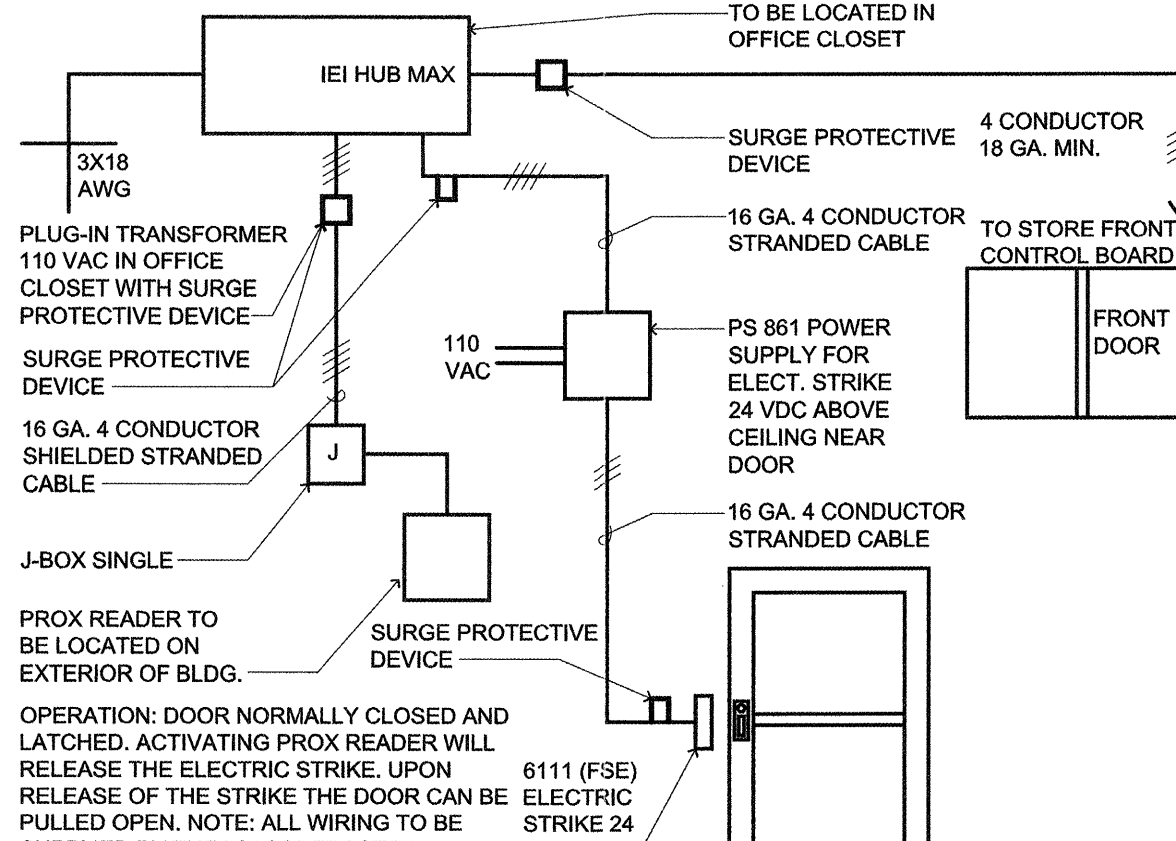 TO BE LOCATED IN
OFFICE CLOSET
IEI HUB MAX
SURGE PROTECTIVE
DEVICE
4 CONDUCTOR
18 GA. MIN.
3X18
AWG
PLUG-IN TRANSFORMER
110 VAC IN OFFICE
CLOSET WITH SURGE
PROTECTIVE DEVICE
16 GA. 4 CONDUCTOR
STRANDED CABLE
TO STORE FRONT
CONTROL BOARD
FRONT
DOOR
110
VAC
PS 861 POWER
SUPPLY FOR
ELECT. STRIKE
24 VDC ABOVE
CEILING NEAR
DOOR
SURGE PROTECTIVE
DEVICE
16 GA. 4 CONDUCTOR
SHIELDED STRANDED
CABLE
J
16 GA. 4 CONDUCTOR
STRANDED CABLE
J-BOX SINGLE
PROX READER TO
BE LOCATED ON
EXTERIOR OF BLDG.
SURGE PROTECTIVE
DEVICE
OPERATION: DOOR NORMALLY CLOSED AND
LATCHED. ACTIVATING PROX READER WILL
RELEASE THE ELECTRIC STRIKE. UPON
RELEASE OF THE STRIKE THE DOOR CAN BE
PULLED OPEN. NOTE: ALL WIRING TO BE
6111 (FSE)
ELECTRIC
STRIKE 24